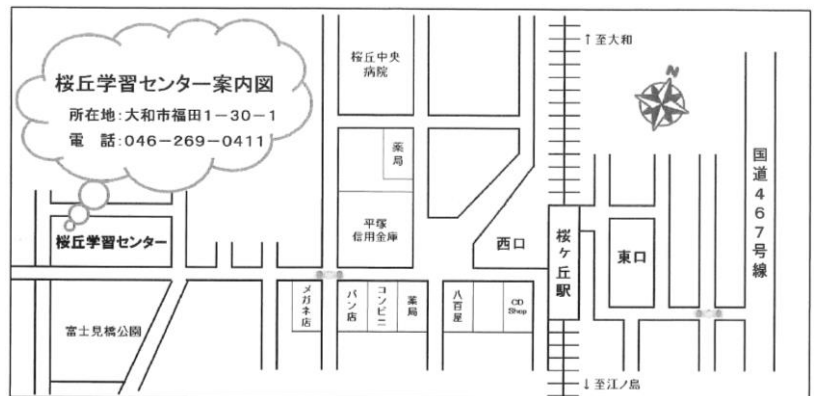 桜丘学習センター案内図
所在地：大和市福田１－３０－１
電　話：０４６－２６９－０４１１
桜丘中央
病院
↑至大和
N
薬局
国道４６７号線
平塚
信用金庫
西口
桜ヶ丘駅
東口
桜丘学習センター
メガネ店
パン店
コンビニ
薬局
八百屋
CD
Shop
富士見橋公園
↓至江ノ島